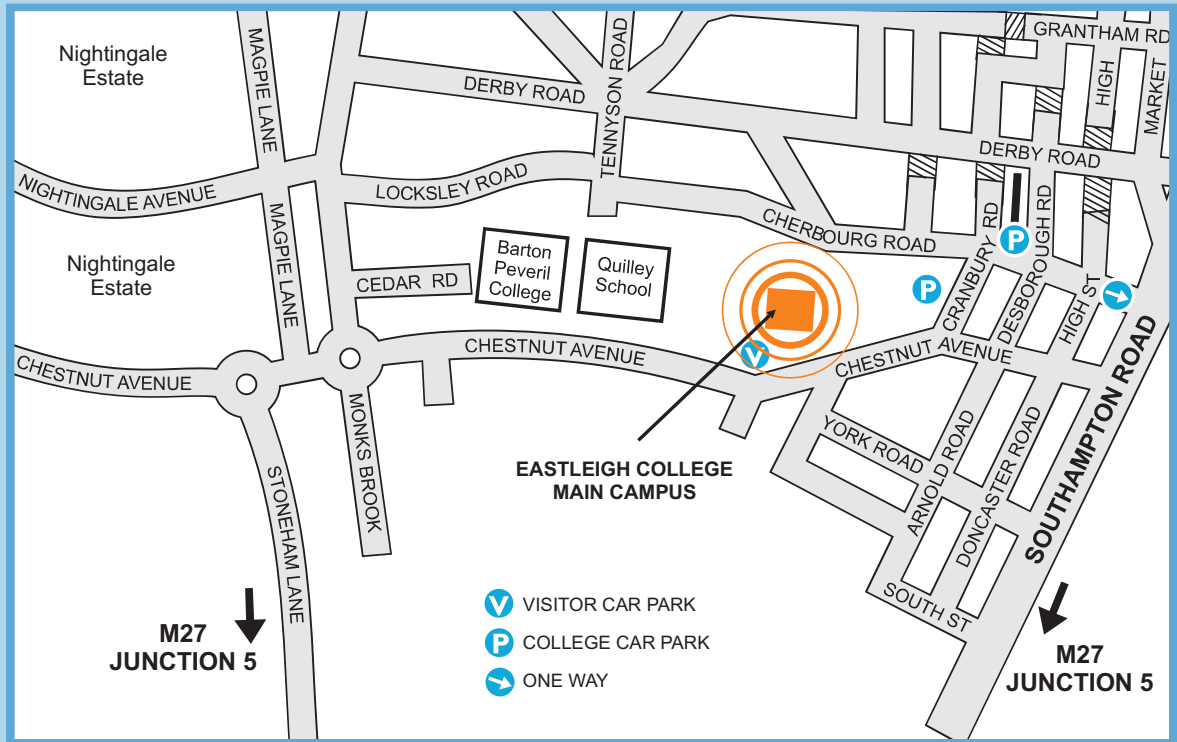 GRANTHAM RD
Nightingale
Estate
MAGPIE LANE
TENNYSON ROAD
HIGH
MARKET
DERBY ROAD
DERBY ROAD
NIGHTINGALE AVENUE
LOCKSLEY ROAD
CHERBOURG ROAD
CRANBURY RD
P
DESBOROUGH RD
Nightingale
Estate
MAGPIE LANE
CEDAR RD
Barton
Peveril
College
Quilley
School
P
HIGH ST
CHESTNUT AVENUE
CHESTNUT AVENUE
V
CHESTNUT AVENUE
MONKS BROOK
STONEHAM LANE
EASTLEIGH COLLEGE
MAIN CAMPUS
YORK ROAD
ARNOLD ROAD
DONCASTER ROAD
SOUTHAMPTON ROAD
SOUTH ST
M27
JUNCTION 5
V VISITOR CAR PARK
P COLLEGE CAR PARK
ONE WAY
M27
JUNCTION 5